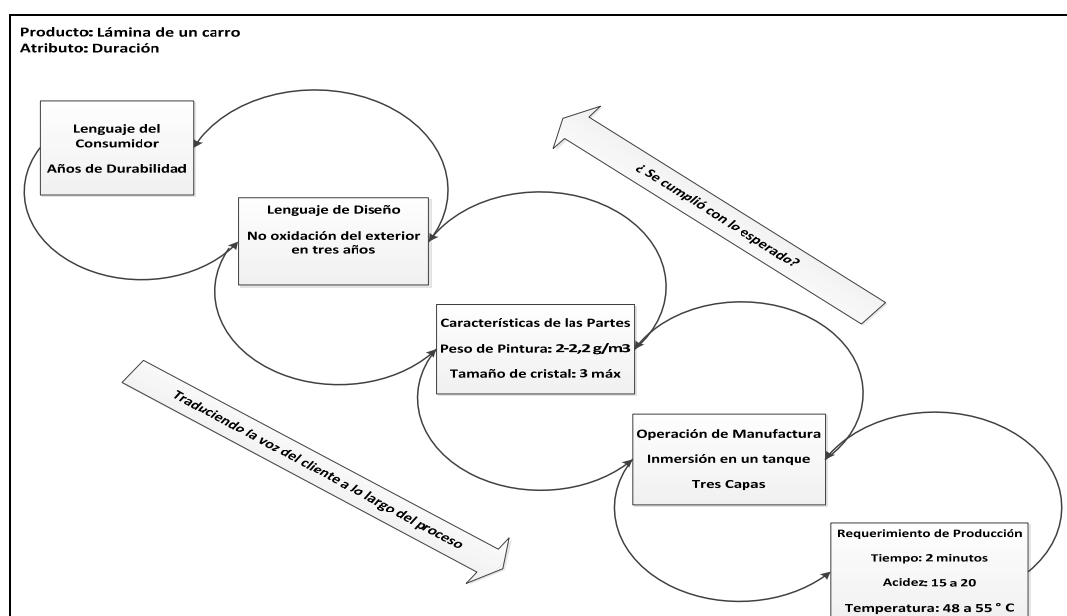 Producto: Lámina de un carro
Atributo: Duración
Lenguaje del
Consumidor
Años de Durabilidad
¿ Se cumplió con lo esperado?
Lenguaje de Diseño
No oxidación del exterior
en tres años
Características de las Partes
Peso de Pintura: 2-2,2 g/m3
Tamaño de cristal: 3 máx
Traduciendo la voz del cliente a lo largo del proceso
Operación de Manufactura
Inmersión en un tanque
Tres Capas
Requerimiento de Producción
Tiempo: 2 minutos
Acidez: 15 a 20
Temperatura: 48 a 55 ° C